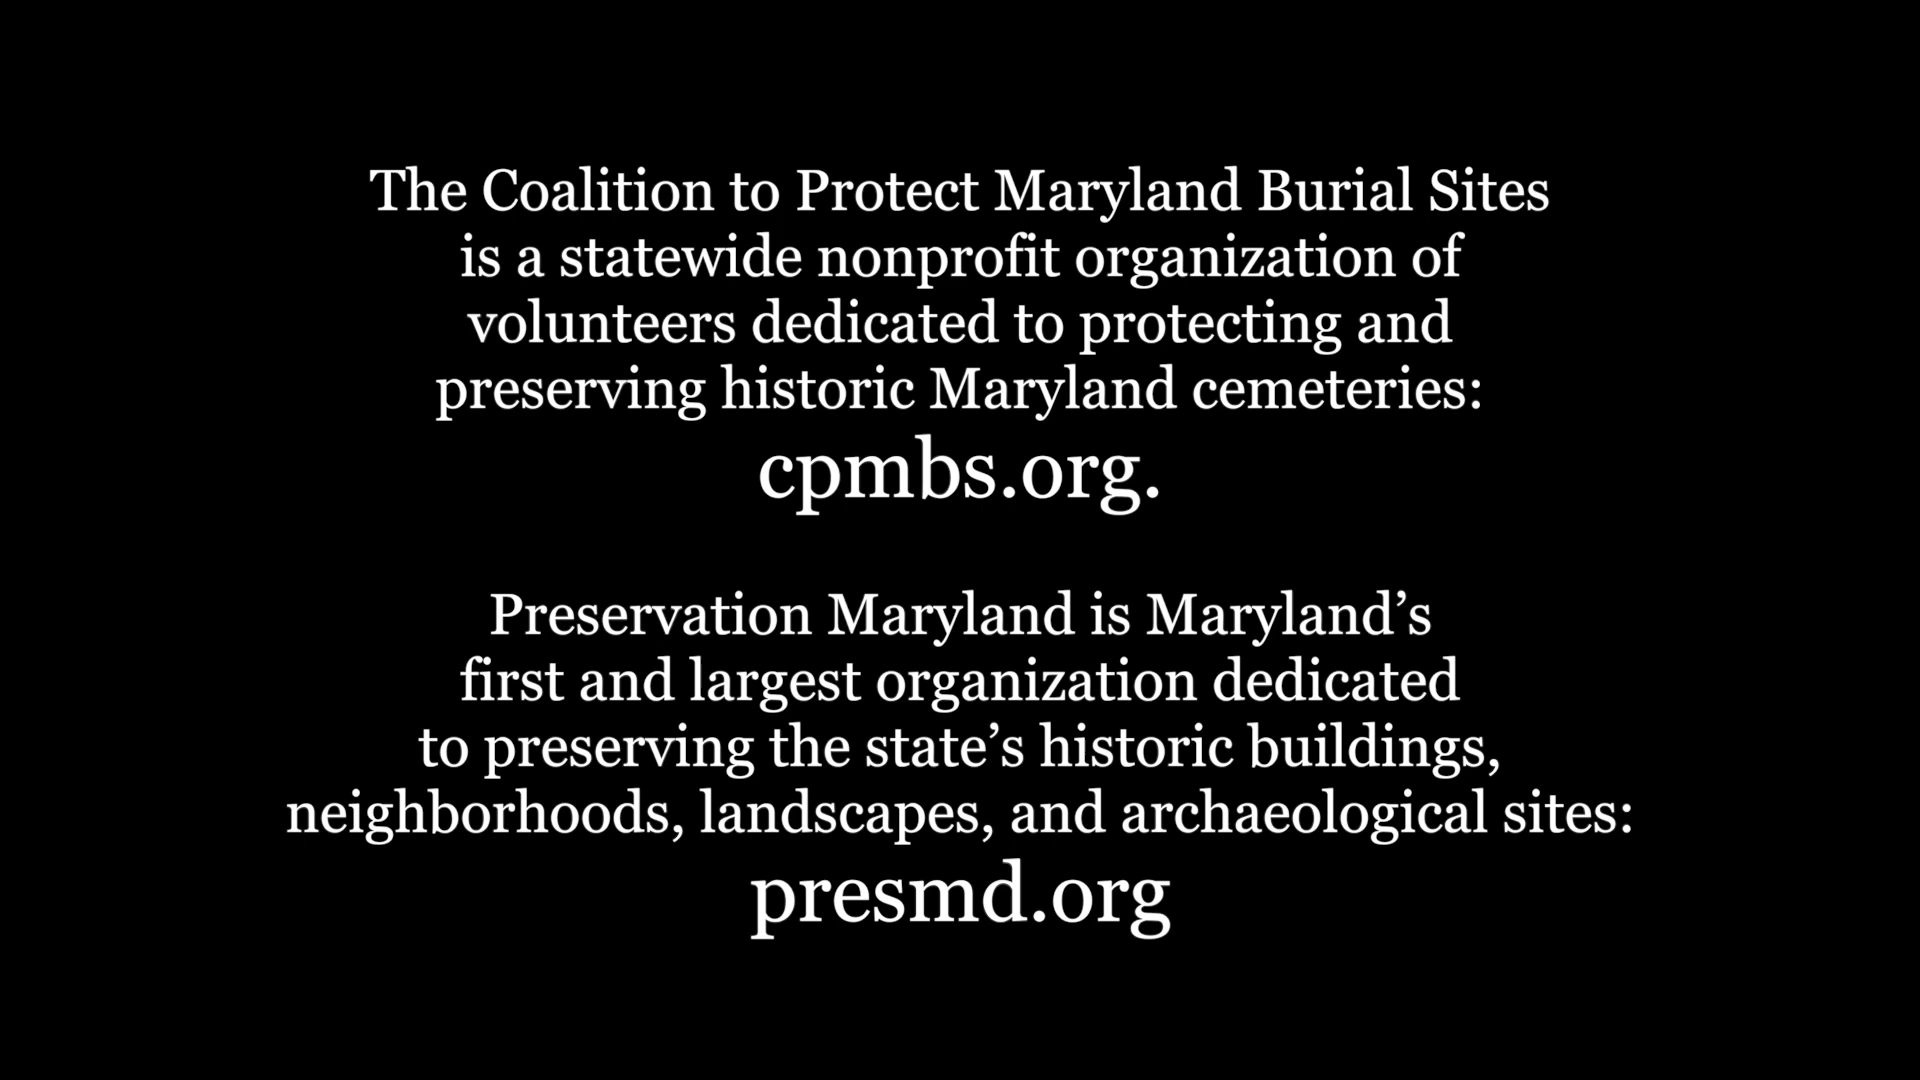 The Coalition to Protect Maryland Burial Sites
is a statewide nonprofit organization of
volunteers dedicated to protecting and
preserving historic Maryland cemeteries:
cpmbs.org.
Preservation Maryland is Maryland’s
first and largest organization dedicated
to preserving the state’s historic buildings,
neighborhoods, landscapes, and archaeological sites:
presmd.org